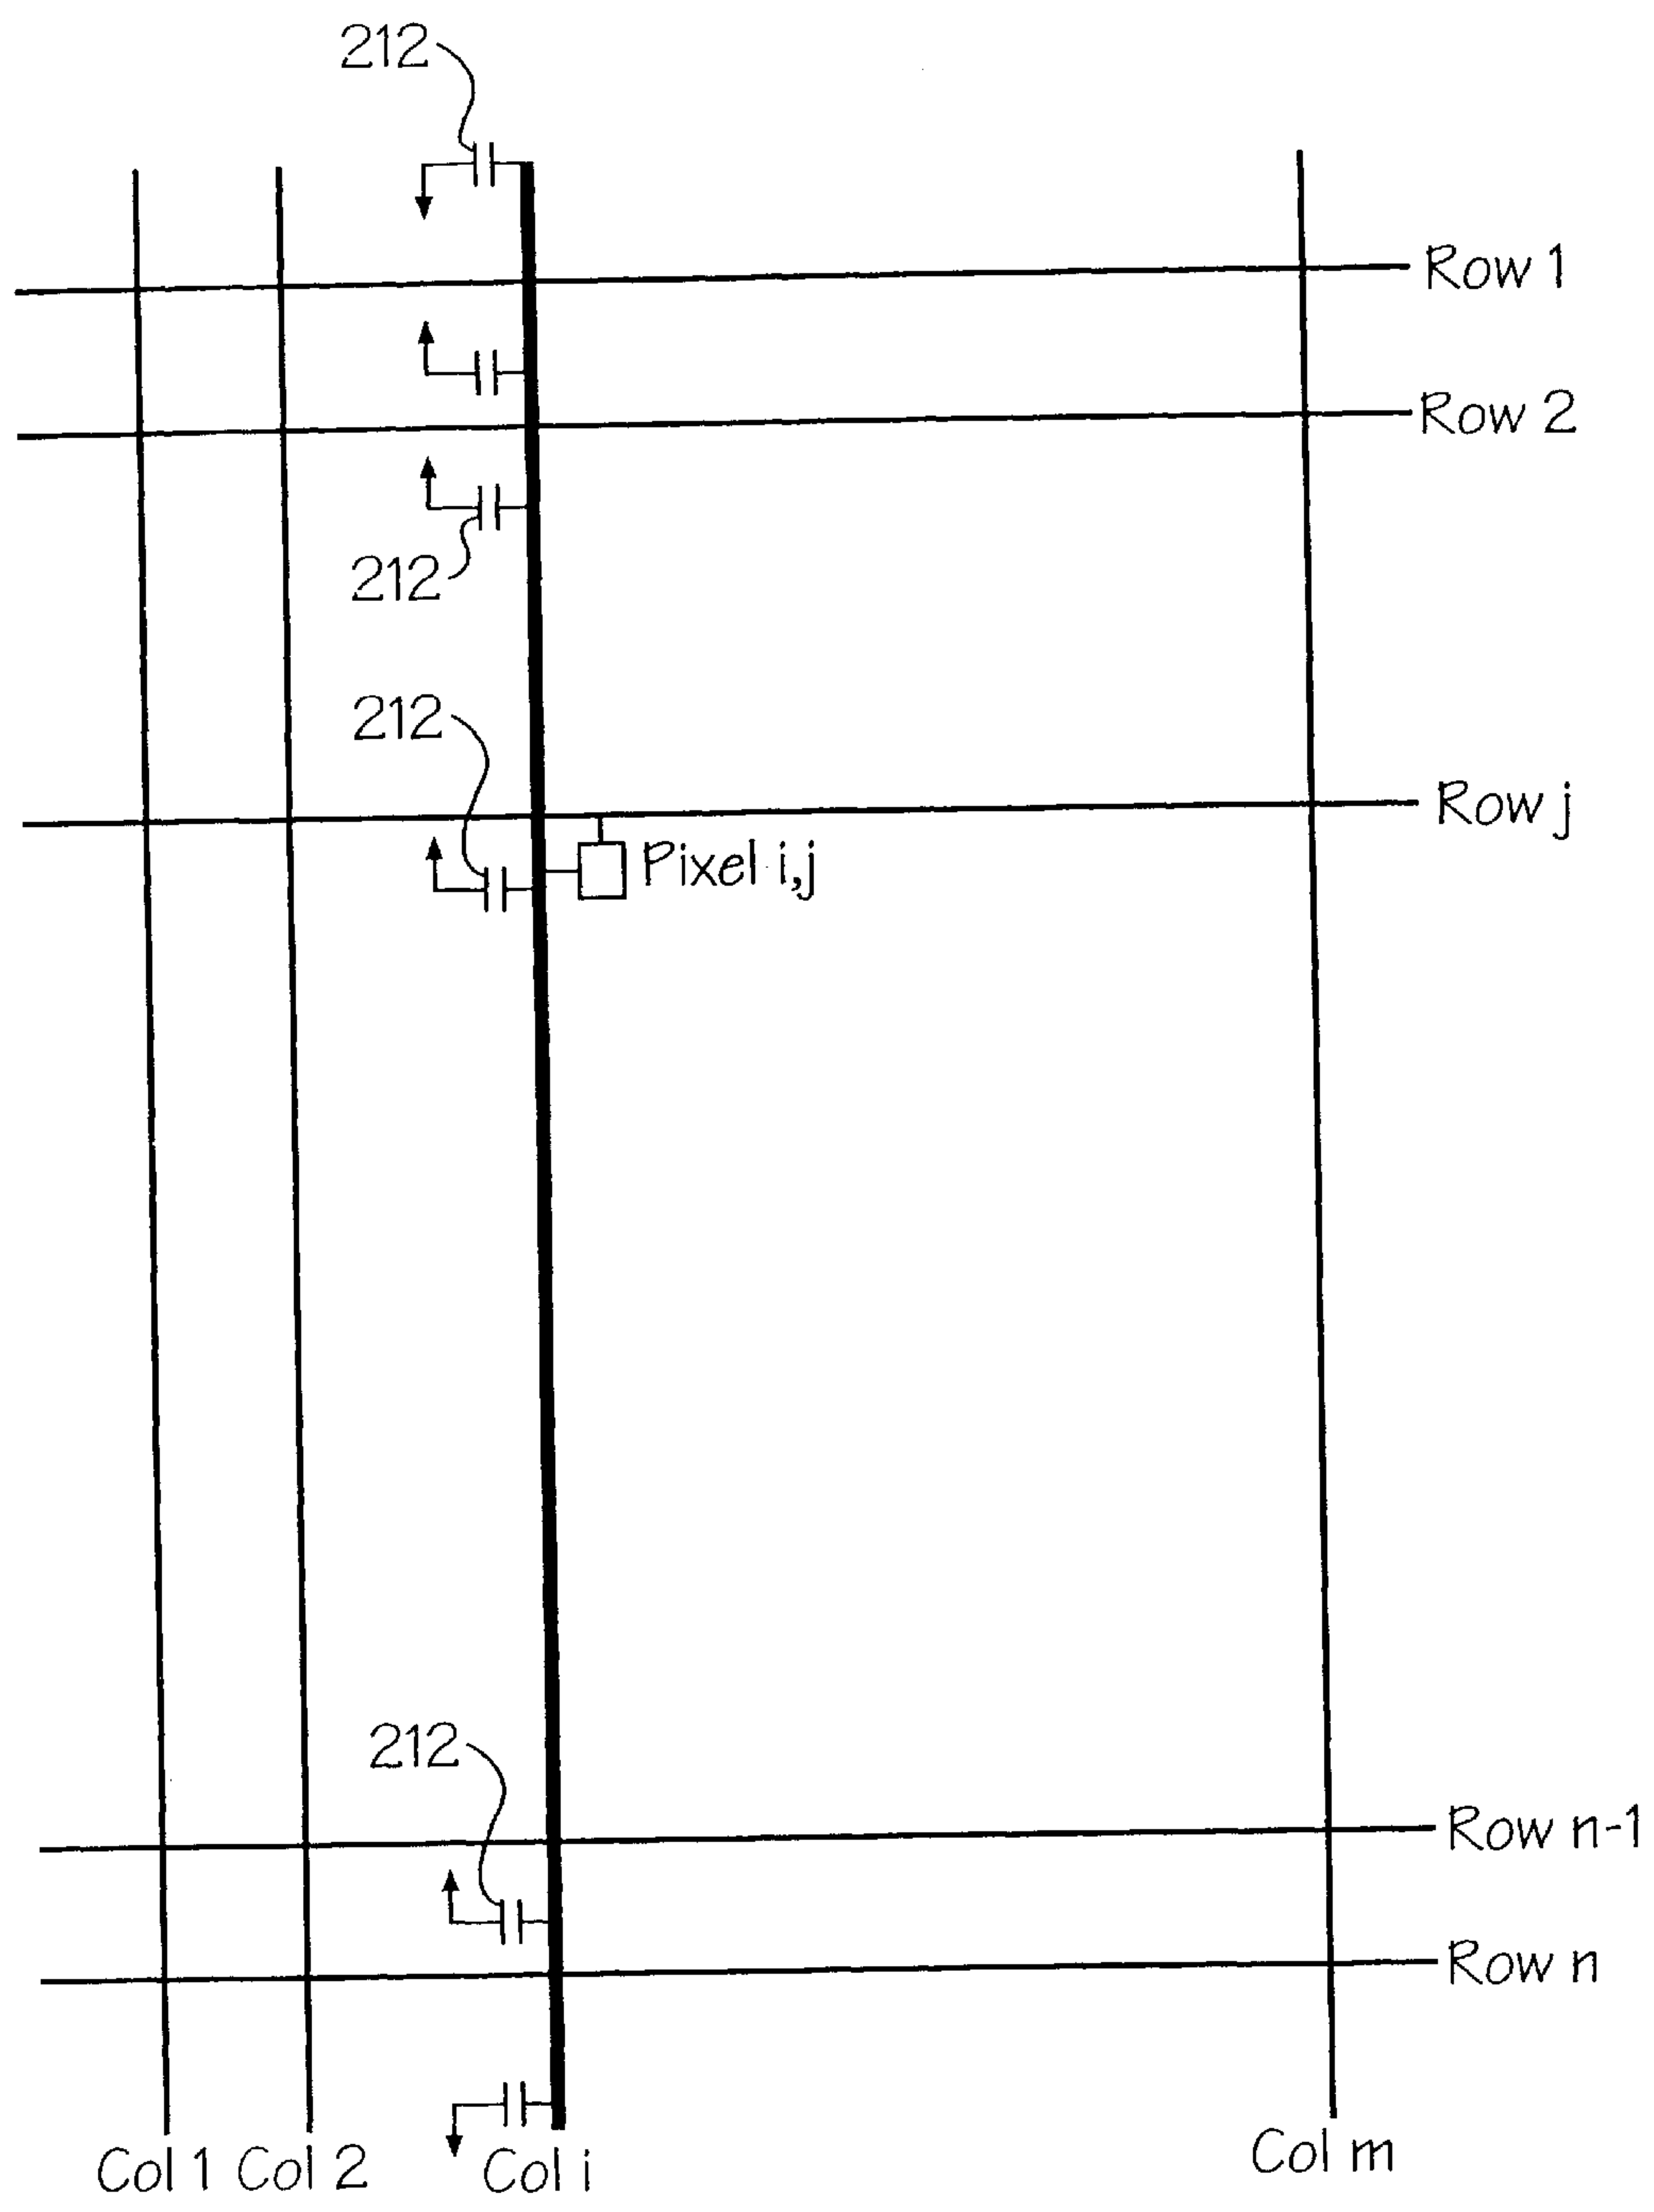 212
Row 1
Row 2
212
212
Row j
Pixel i,j
212
Row n-1
Row n
Col 1 Col 2 Col i Col m